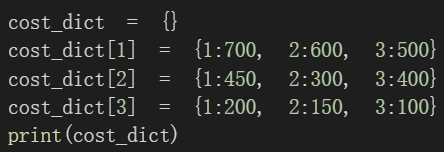 cost_dict = {}
cost_dict[1] = {1:700, 2:600, 3:500}
cost_dict[2] = {1:450, 2:300, 3:400}
cost_dict[3] = {1:200, 2:150, 3:100}
print(cost_dict)